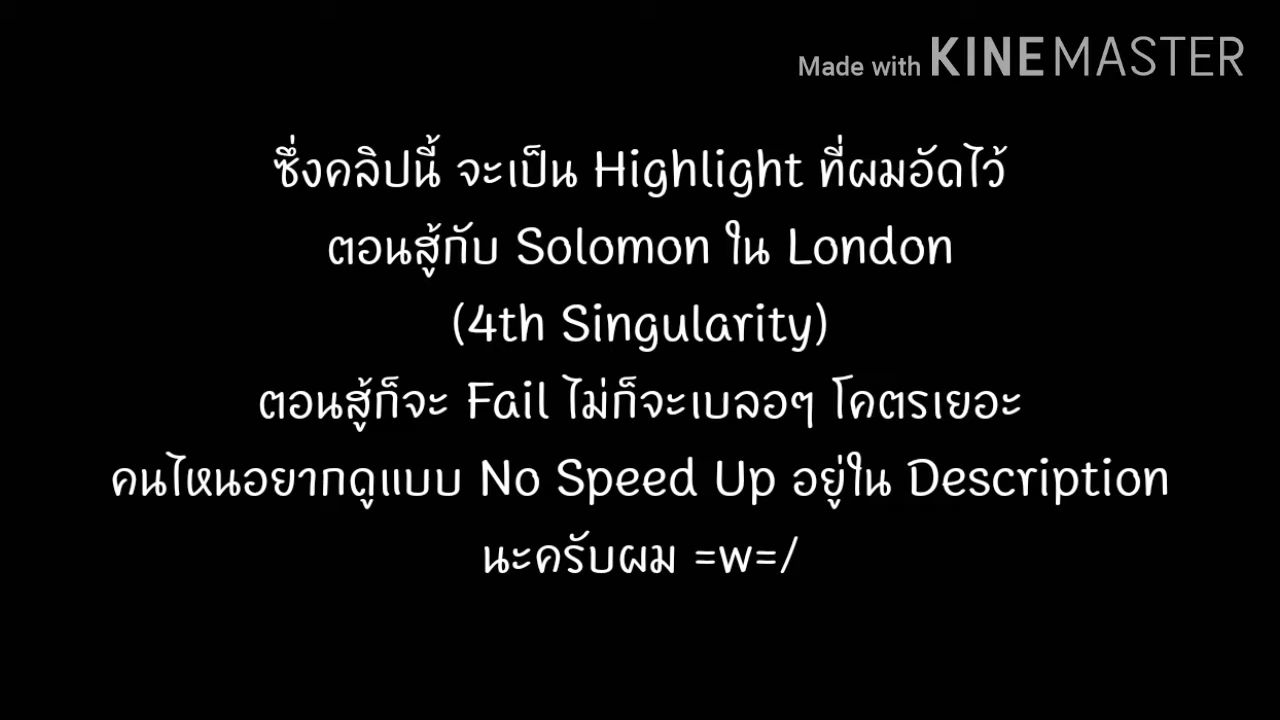 Made with KINEMASTER
ซึ่งคลิปนี้ จะเป็น Highlight ที่ผมอัดไว้
ตอนสู้กับ Solomon ใน London
(4th Singularity)
ตอนสู้ก็จะ Fail ไม่ก็จะเบลอๆ โคตรเยอะ
คนไหนอยากดูแบบ No Speed Up อยู่ใน Description
นะครับผม =w=/